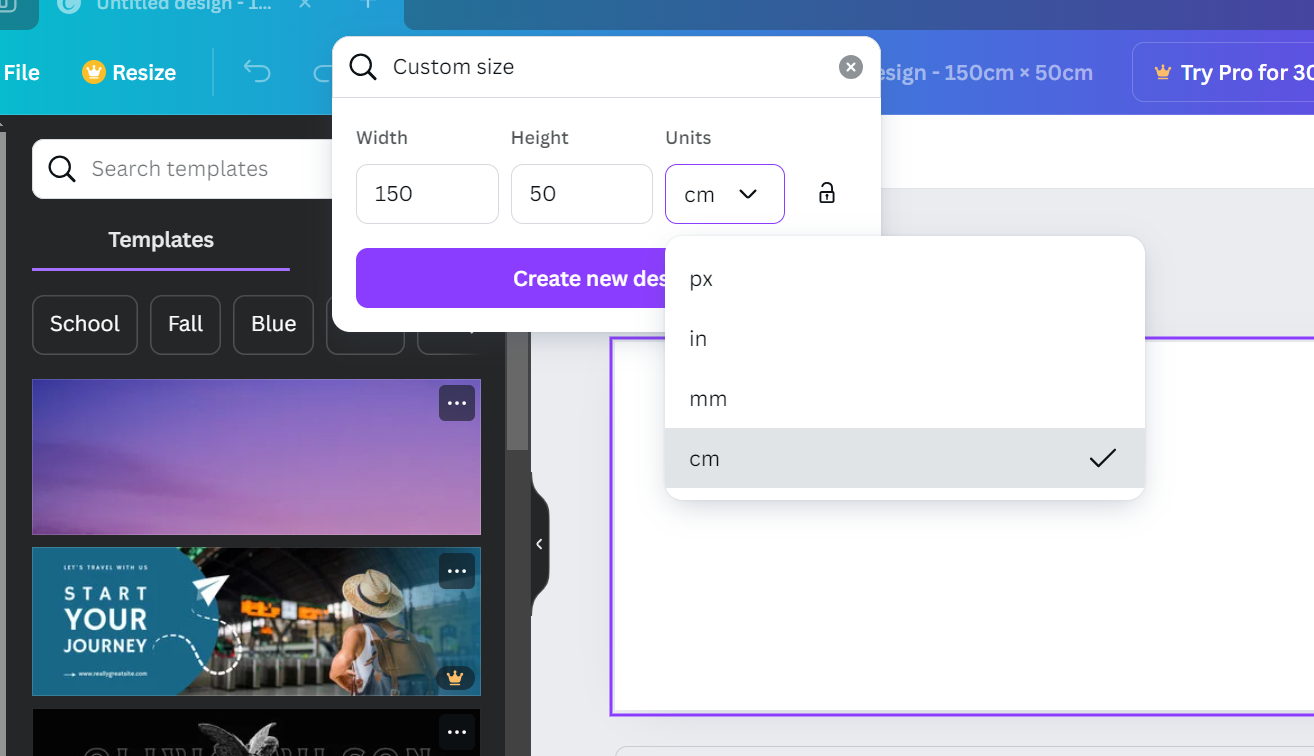 Untitled design - 1...
File
Resize
Custom size
esign - 150cm × 50cm
Try Pro for 30
Width
Height
Units
150
50
cm
Search templates
Templates
Create new des
px
in
mm
cm
School
Fall
Blue
LET'S TRAVEL WITH US
START
YOUR
JOURNEY
www.reallygreatsite.com